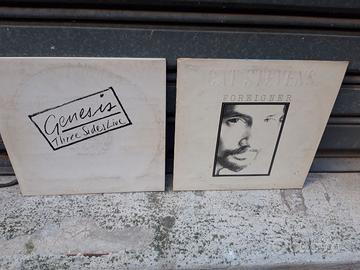 Genesis
Three Sides Live
CAT STEVENS
FOREIGNER